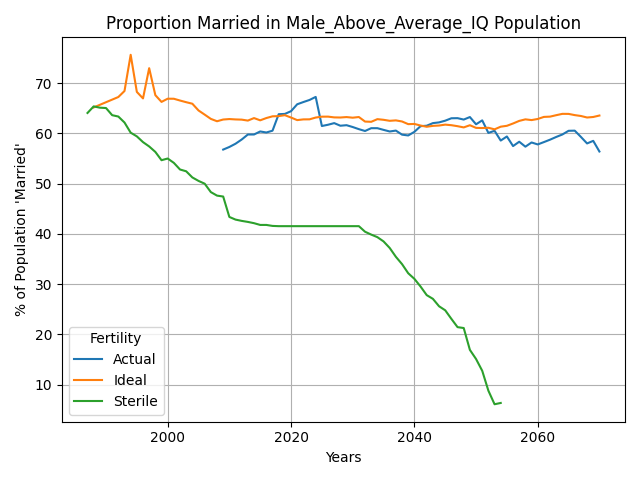 Proportion Married in Male_Above_Average_IQ Population
% of Population 'Married'
70
60
50
40
30
20
10
Fertility
Actual
Ideal
Sterile
2000 2020 2040 2060
Years